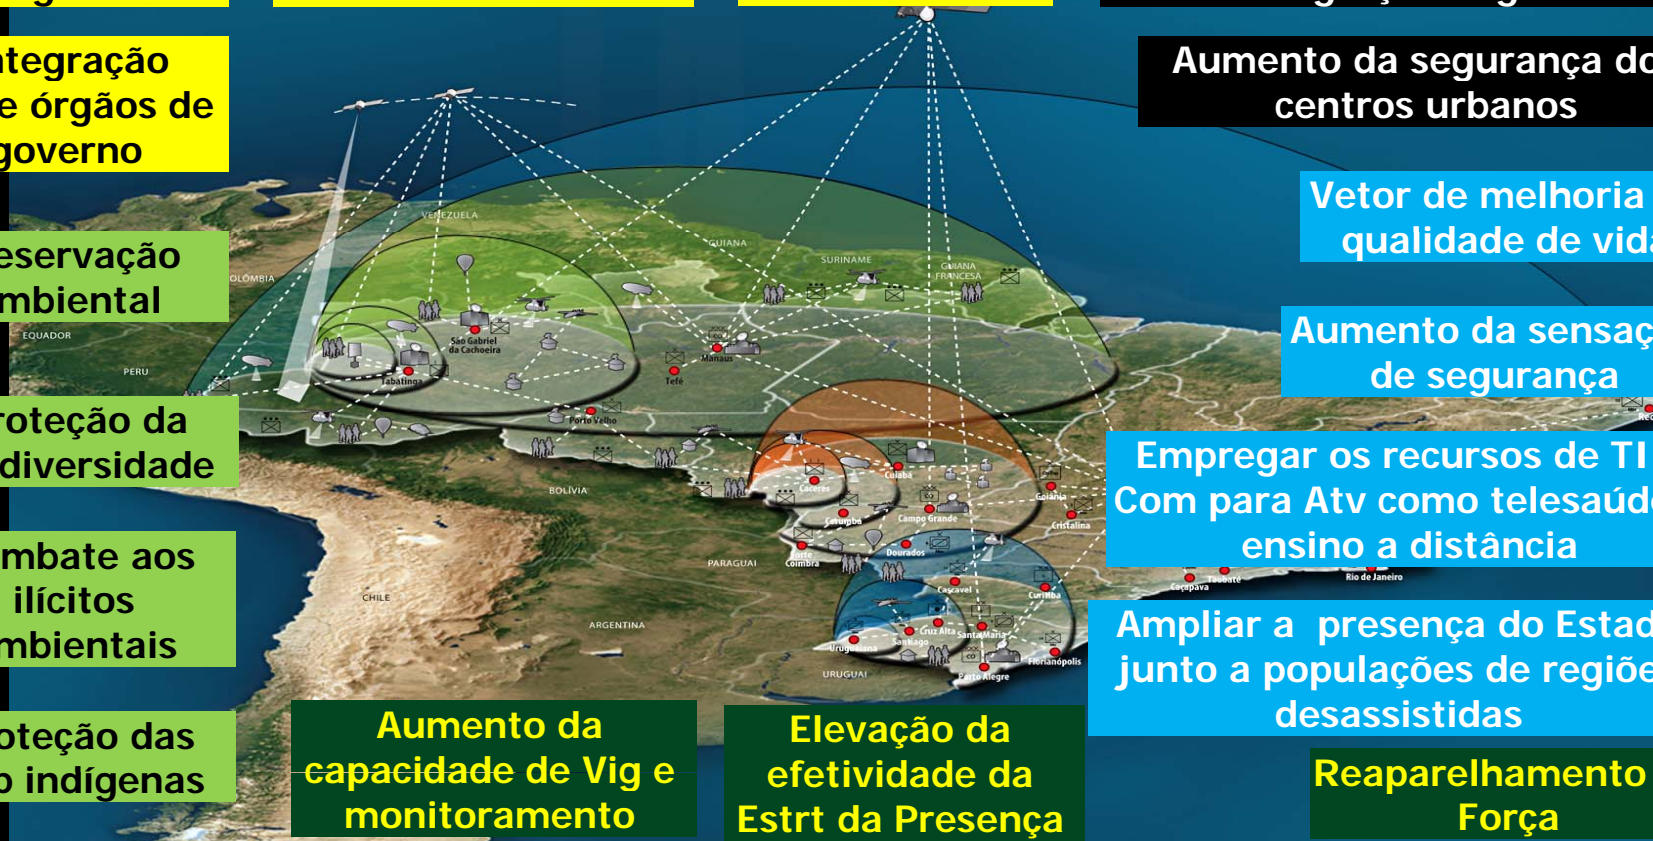 ntegração
e órgãos de
governo
eservação
mbiental
roteção da
diversidade
mbate aos
ilícitos
mbientais
oteção das
indígenas
Aumento da segurança do
centros urbanos
Vetor de melhoria
qualidade de vida
Aumento da sensaç
de segurança
Empregar os recursos de TI
Com para Atv como telesaúde
ensino a distância
Ampliar a presença do Estad
junto a populações de regiõe
desassistidas
Aumento da
capacidade de Vig e
monitoramento
Elevação da
efetividade da
Estrt da Presença
Reaparelhamento
Força
VENEZUELA
GUIANA
SURINAME
GUIANA
FRANCESA
OLÔMBIA
EQUADOR
PERU
São Gabriel
da Cachoeira
Manaus
Tabatinga
Tefé
Porto Velho
BOLÍVIA
Cáceres
Cuiabá
Goiânia
Cristalina
Corumbá
Campo Grande
Forte
Coimbra
Dourados
PARAGUAI
CHILE
ARGENTINA
Cascavel
Curitiba
Caçapava
Taubaté
Rio de Janeiro
Uruguaiana
Santiago
Cruz Alta
Santa Maria
Florianópolis
Porto Alegre
URUGUAI